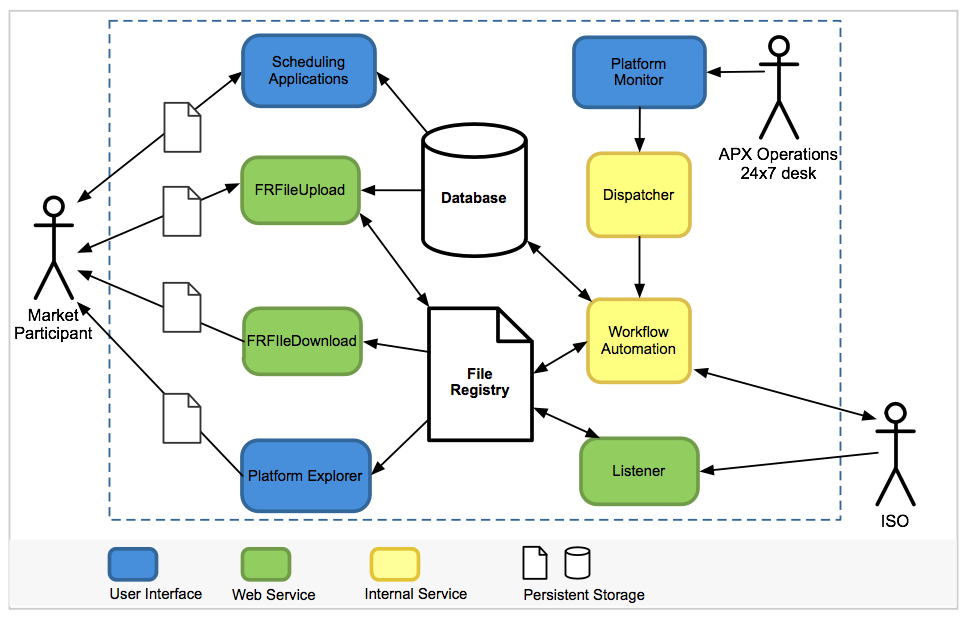 Scheduling
Applications
Platform
Monitor
APX Operations
24x7 desk
FRFileUpload
Database
Dispatcher
Market
Participant
FRFIleDownload
File
Registry
Workflow
Automation
Platform Explorer
Listener
ISO
User Interface
Web Service
Internal Service
Persistent Storage